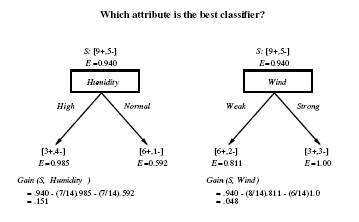 Which attribute is the best classifier?
S: [9+,5-]
E =0.940
Humidity
High
Normal
[3+,4-]
E=0.985
[6+,1-]
E=0.592
Gain (S, Humidity )
= .940 - (7/14).985 - (7/14).592
= .151
S: [9+,5-]
E=0.940
Wind
Weak
Strong
[6+,2-]
E=0.811
[3+,3-]
E=1.00
Gain (S, Wind)
= .940 - (8/14).811 - (6/14)1.0
= .048